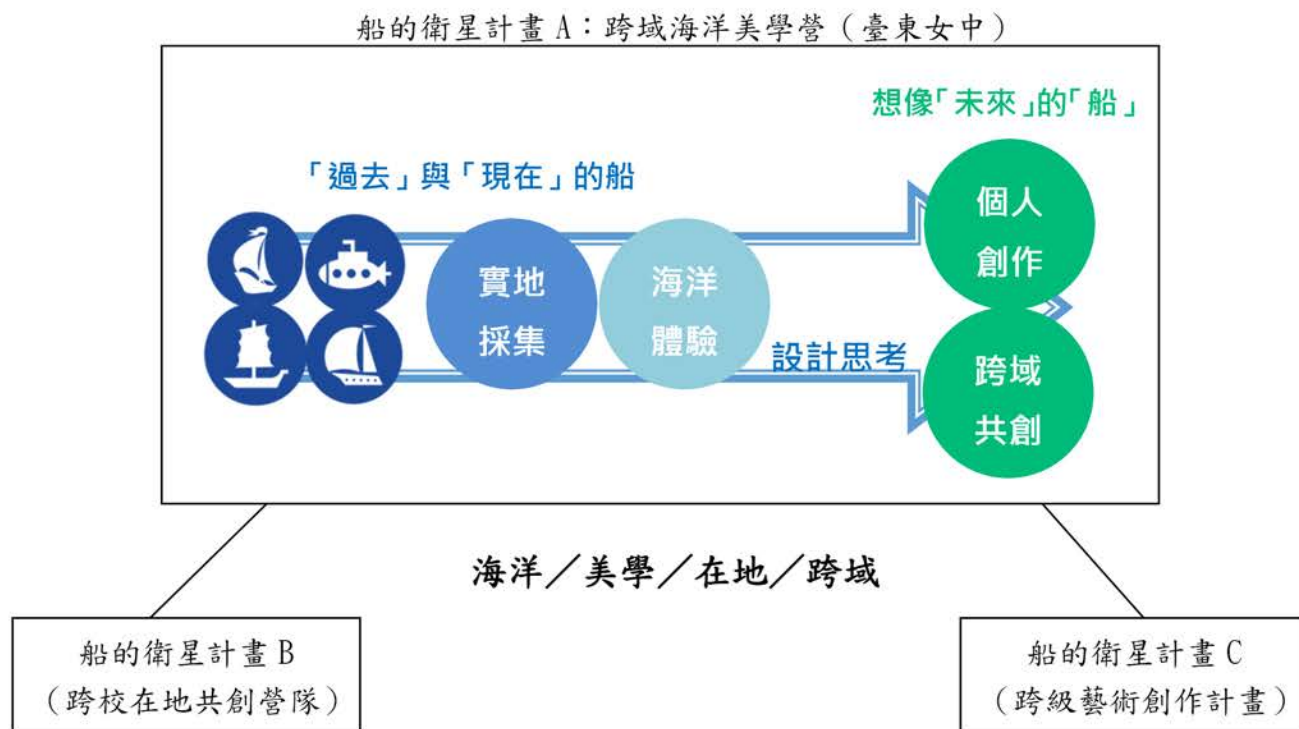 船的衛星計畫 A：跨域海洋美學營（臺東女中）
想像「未來」的「船」
「過去」與「現在」的船
個人
創作
實地
採集
海洋
體驗
設計思考
跨域
共創
海洋／美學／在地／跨域
船的衛星計畫 B
（跨校在地共創營隊）
船的衛星計畫 C
（跨級藝術創作計畫）